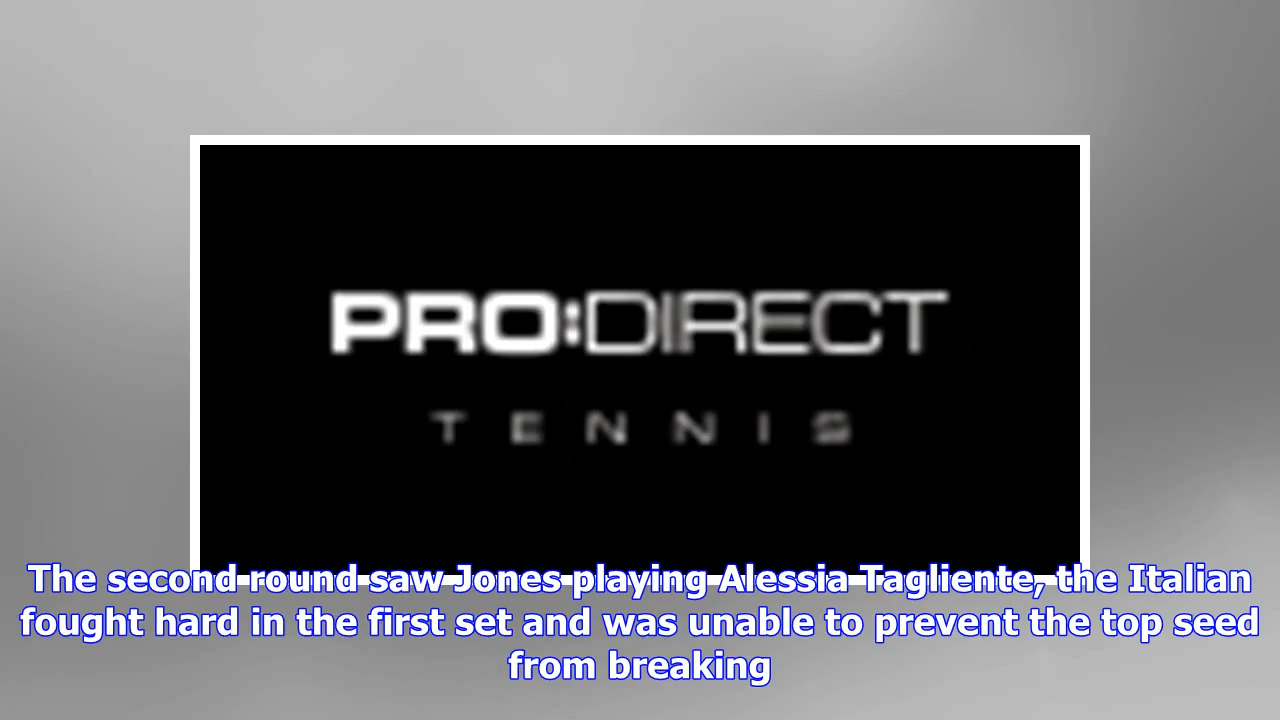 PRO:DIRECT
TENNIS
The second round saw Jones playing Alessia Tagliente, the Italian
fought hard in the first set and was unable to prevent the top seed
from breaking